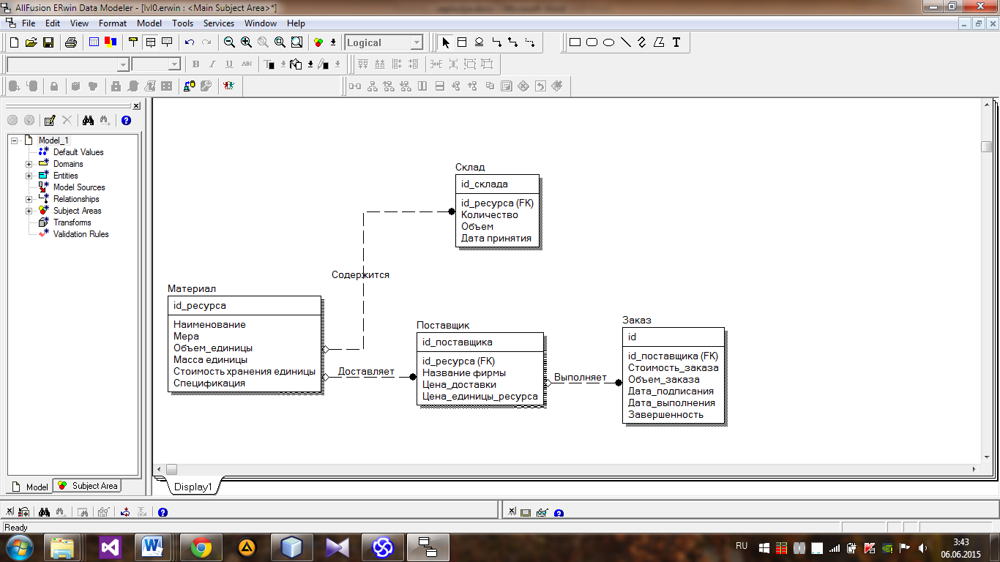 AllFusion ERwin Data Modeler - [lvl0.erwin : <Main Subject Area>*]
File Edit View Format Model Tools Services Window Help
Logical
B I U ABC
T
Model_1
Default Values
Domains
Entities
Model Sources
Relationships
Subject Areas
Transforms
Validation Rules
Склад
id_склада
id_ресурса (FK)
Количество
Объем
Дата принятия
Содержится
Материал
id_ресурса
Наименование
Мера
Объем_единицы
Масса единицы
Стоимость хранения единицы
Спецификация
Доставляет
Поставщик
id_поставщика
id_ресурса (FK)
Название фирмы
Цена_доставки
Цена_единицы_ресурса
Выполняет
Заказ
id
id_поставщика (FK)
Стоимость_заказа
Объем_заказа
Дата_подписания
Дата_выполнения
Завершенность
Model Subject Area
Display1
Ready
RU
3:43
06.06.2015